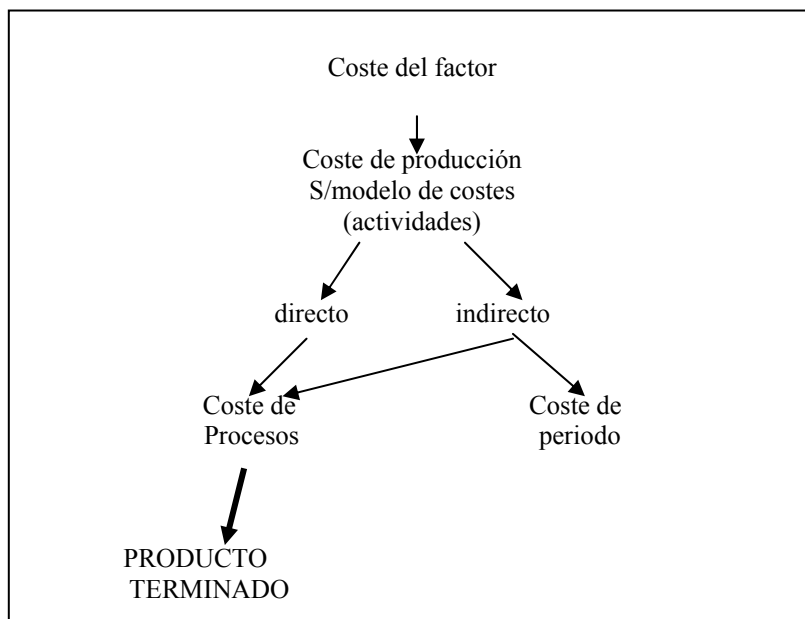 Coste del factor
Coste de producción
S/modelo de costes
(actividades)
directo
indirecto
Coste de
Procesos
Coste de
periodo
PRODUCTO
TERMINADO